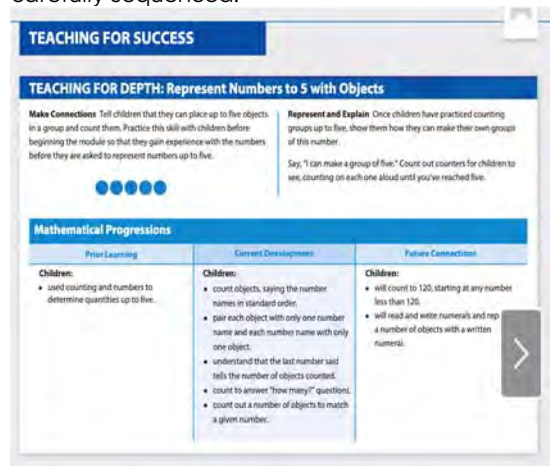 carefully sequenced.
TEACHING FOR SUCCESS
TEACHING FOR DEPTH: Represent Numbers to 5 with Objects
Make Connections Tell children that they can place up to five objects
in a group and count them. Practice this skill with children before
beginning the module so that they gain experience with the numbers
before they are asked to represent numbers up to five.
Represent and Explain Once children have practiced counting
groups up to five, show them how they can make their own groups
of this number.
Say, "I can make a group of five." Count out counters for children to
see, counting on each one aloud until you've reached five.
Mathematical Progressions
Prior Learning
Children:
• used counting and numbers to
determine quantities up to five.
Current Development
Children:
• count objects, saying the number
names in standard order.
• pair each object with only one number
name and each number name with only
one object.
• understand that the last number said
tells the number of objects counted.
• count to answer "how many?" questions.
• count out a number of objects to match
a given number.
Future Connections
Children:
• will count to 120, starting at any number
less than 120.
• will read and write numerals and rep
a number of objects with a written
numeral.